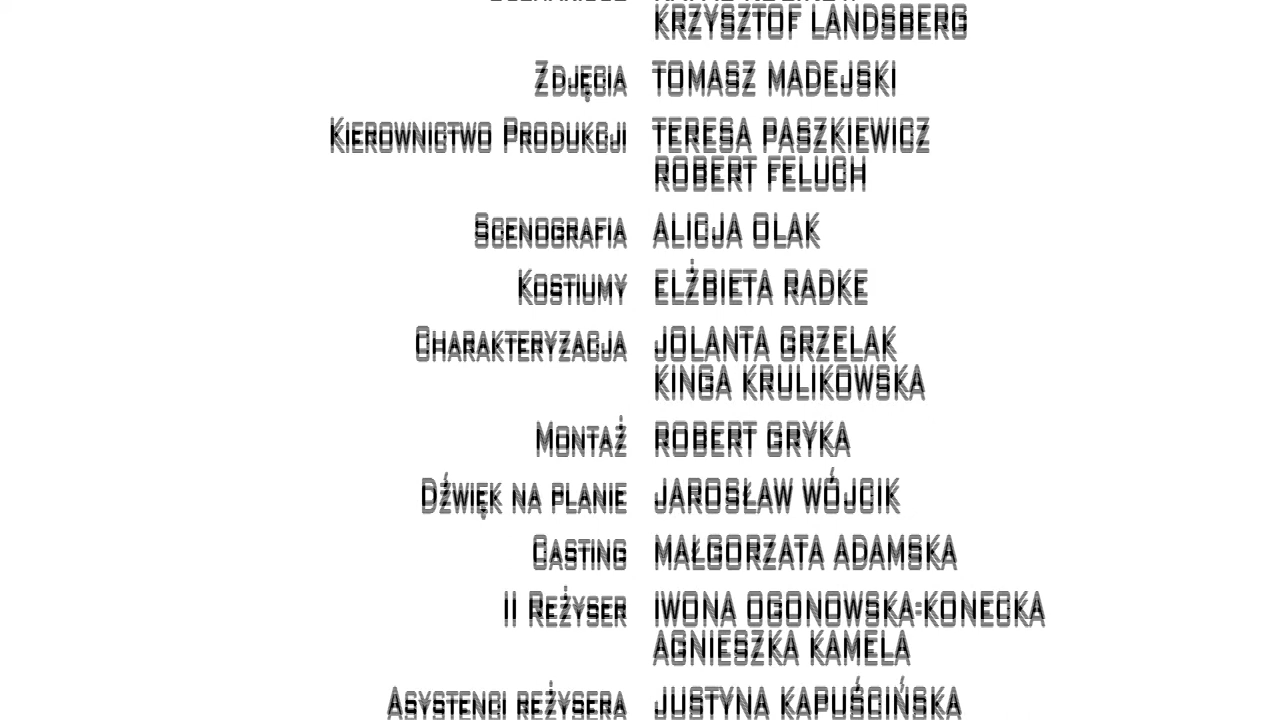 KRZYSZTOF LANDSBERG
Zdjęcia TOMASZ MADEJSKI
Kierownictwo Produkcji TERESA PASZKIEWICZ
ROBERT FELUCH
Scenografia ALICJA OLAK
Kostiumy ELŻBIETA RADKE
Charakteryzacja JOLANTA GRZELAK
KINGA KRULIKOWSKA
Montaż ROBERT GRYKA
Dźwięk na planie JAROSŁAW WÓJCIK
Casting MAŁGORZATA ADAMSKA
II Reżyser IWONA OGONOWSKA-KONECKA
AGNIESZKA KAMELA
Asystenci reżysera JUSTYNA KAPUŚCIŃSKA